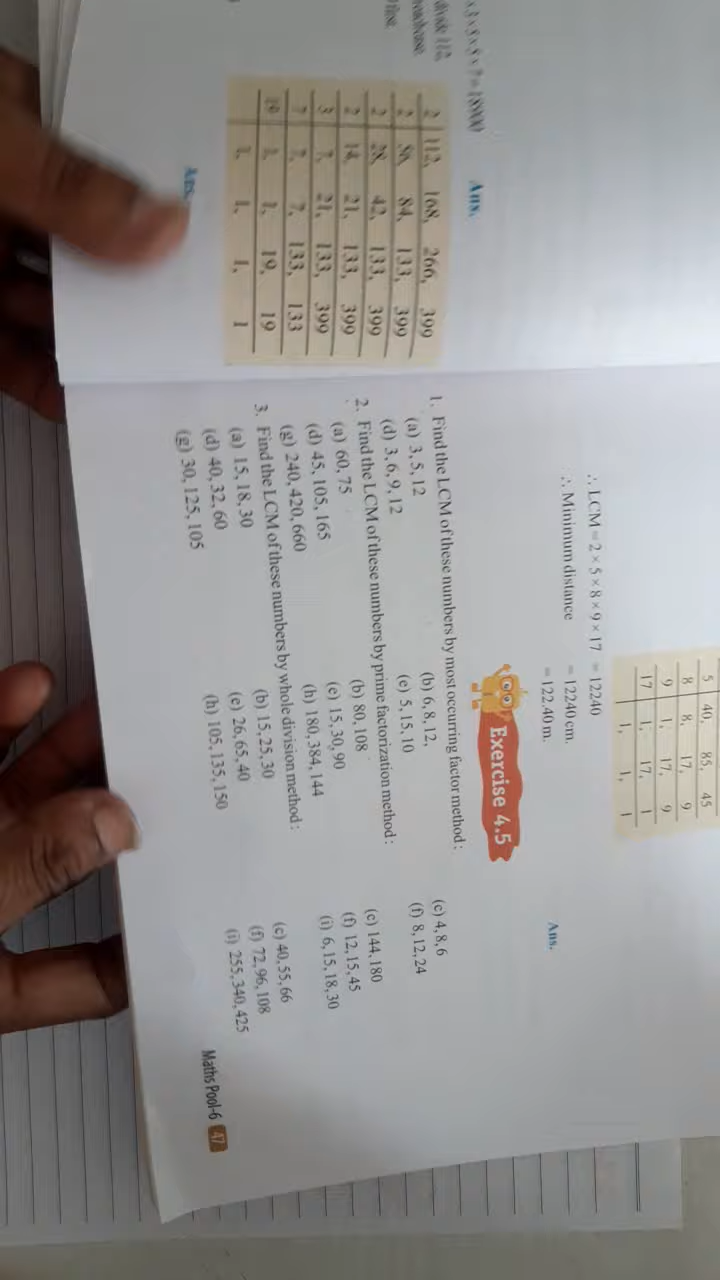 × 3 × 5 × 5 × 7 = 18900 Ans.
divide 112,
first.
2 112, 168, 266, 399
2 56, 84, 133, 399
2 28, 42, 133, 399
2 14, 21, 133, 399
3 7, 21, 133, 399
7 7, 7, 133, 133
19 1, 1, 19, 19
1, 1, 1, 1
Ans.
5 40, 85, 45
8 8, 17, 9
9 1, 17, 9
17 1, 17, 1
1, 1, 1
∴ LCM = 2 × 5 × 8 × 9 × 17 = 12240
∴ Minimum distance = 12240 cm.
= 122.40 m. Ans.
Exercise 4.5
1. Find the LCM of these numbers by most occurring factor method :
(a) 3, 5, 12 (b) 6, 8, 12, (c) 4, 8, 6
(d) 3, 6, 9, 12 (e) 5, 15, 10 (f) 8, 12, 24
2. Find the LCM of these numbers by prime factorization method :
(a) 60, 75 (b) 80, 108 (c) 144, 180
(d) 45, 105, 165 (e) 15, 30, 90 (f) 12, 15, 45
(g) 240, 420, 660 (h) 180, 384, 144 (i) 6, 15, 18, 30
3. Find the LCM of these numbers by whole division method :
(a) 15, 18, 30 (b) 15, 25, 30 (c) 40, 55, 66
(d) 40, 32, 60 (e) 26, 65, 40 (f) 72, 96, 108
(g) 30, 125, 105 (h) 105, 135, 150 (i) 255, 340, 425
Maths Pool-6 47